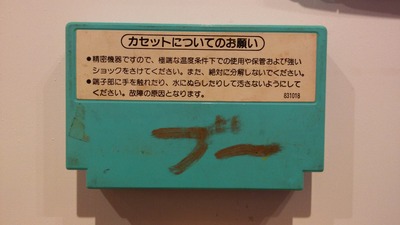 カセットについてのお願い
●精密機器ですので、極端な温度条件下での使用や保管および強い
ショックをさけてください。また、絶対に分解しないでください。
●端子部に手を触れたり、水にぬらしたりして汚さないようにして
ください。故障の原因となります。
831018
ブー